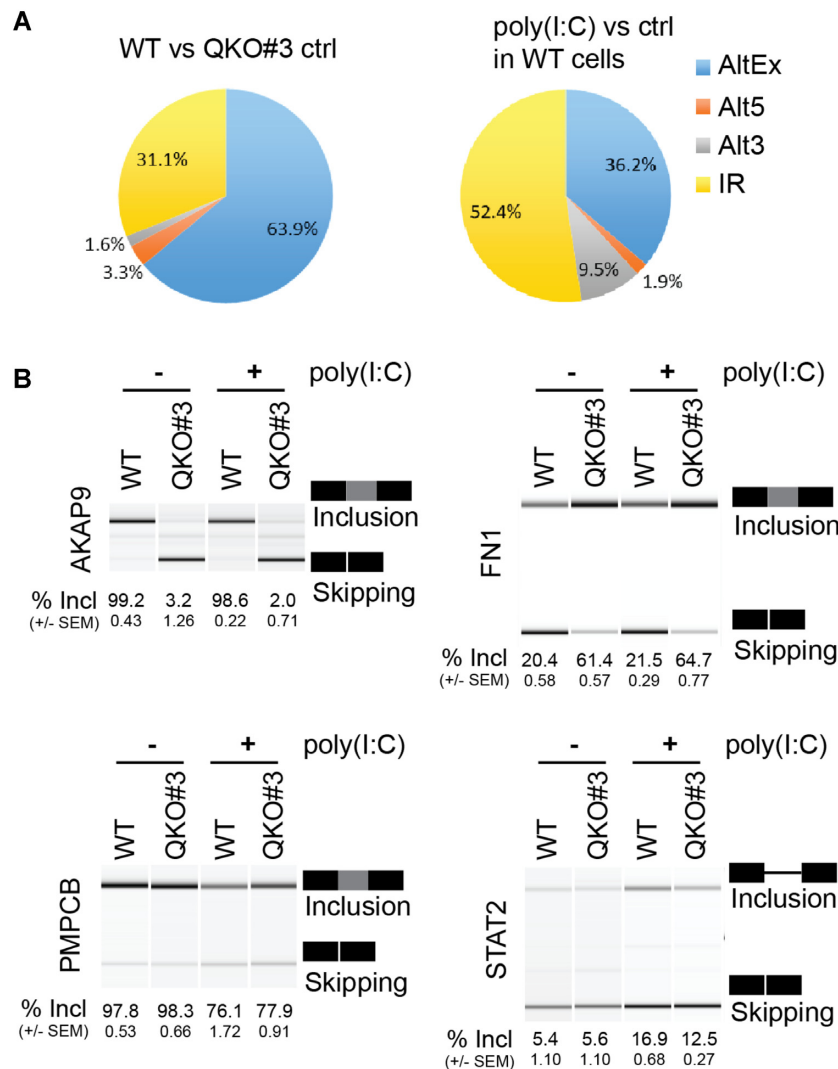 A
WT vs QKO#3 ctrl
31.1%
1.6%
3.3%
63.9%
poly(I:C) vs ctrl
in WT cells
36.2%
52.4%
9.5%
1.9%
AltEx
Alt5
Alt3
IR
B
- + poly(I:C)
WT QKO#3 WT QKO#3
AKAP9
Inclusion
Skipping
% Incl 99.2 3.2 98.6 2.0
(+/- SEM) 0.43 1.26 0.22 0.71
- + poly(I:C)
WT QKO#3 WT QKO#3
FN1
Inclusion
Skipping
% Incl 20.4 61.4 21.5 64.7
(+/- SEM) 0.58 0.57 0.29 0.77
- + poly(I:C)
WT QKO#3 WT QKO#3
PMPCB
Inclusion
Skipping
% Incl 97.8 98.3 76.1 77.9
(+/- SEM) 0.53 0.66 1.72 0.91
- + poly(I:C)
WT QKO#3 WT QKO#3
STAT2
Inclusion
Skipping
% Incl 5.4 5.6 16.9 12.5
(+/- SEM) 1.10 1.10 0.68 0.27